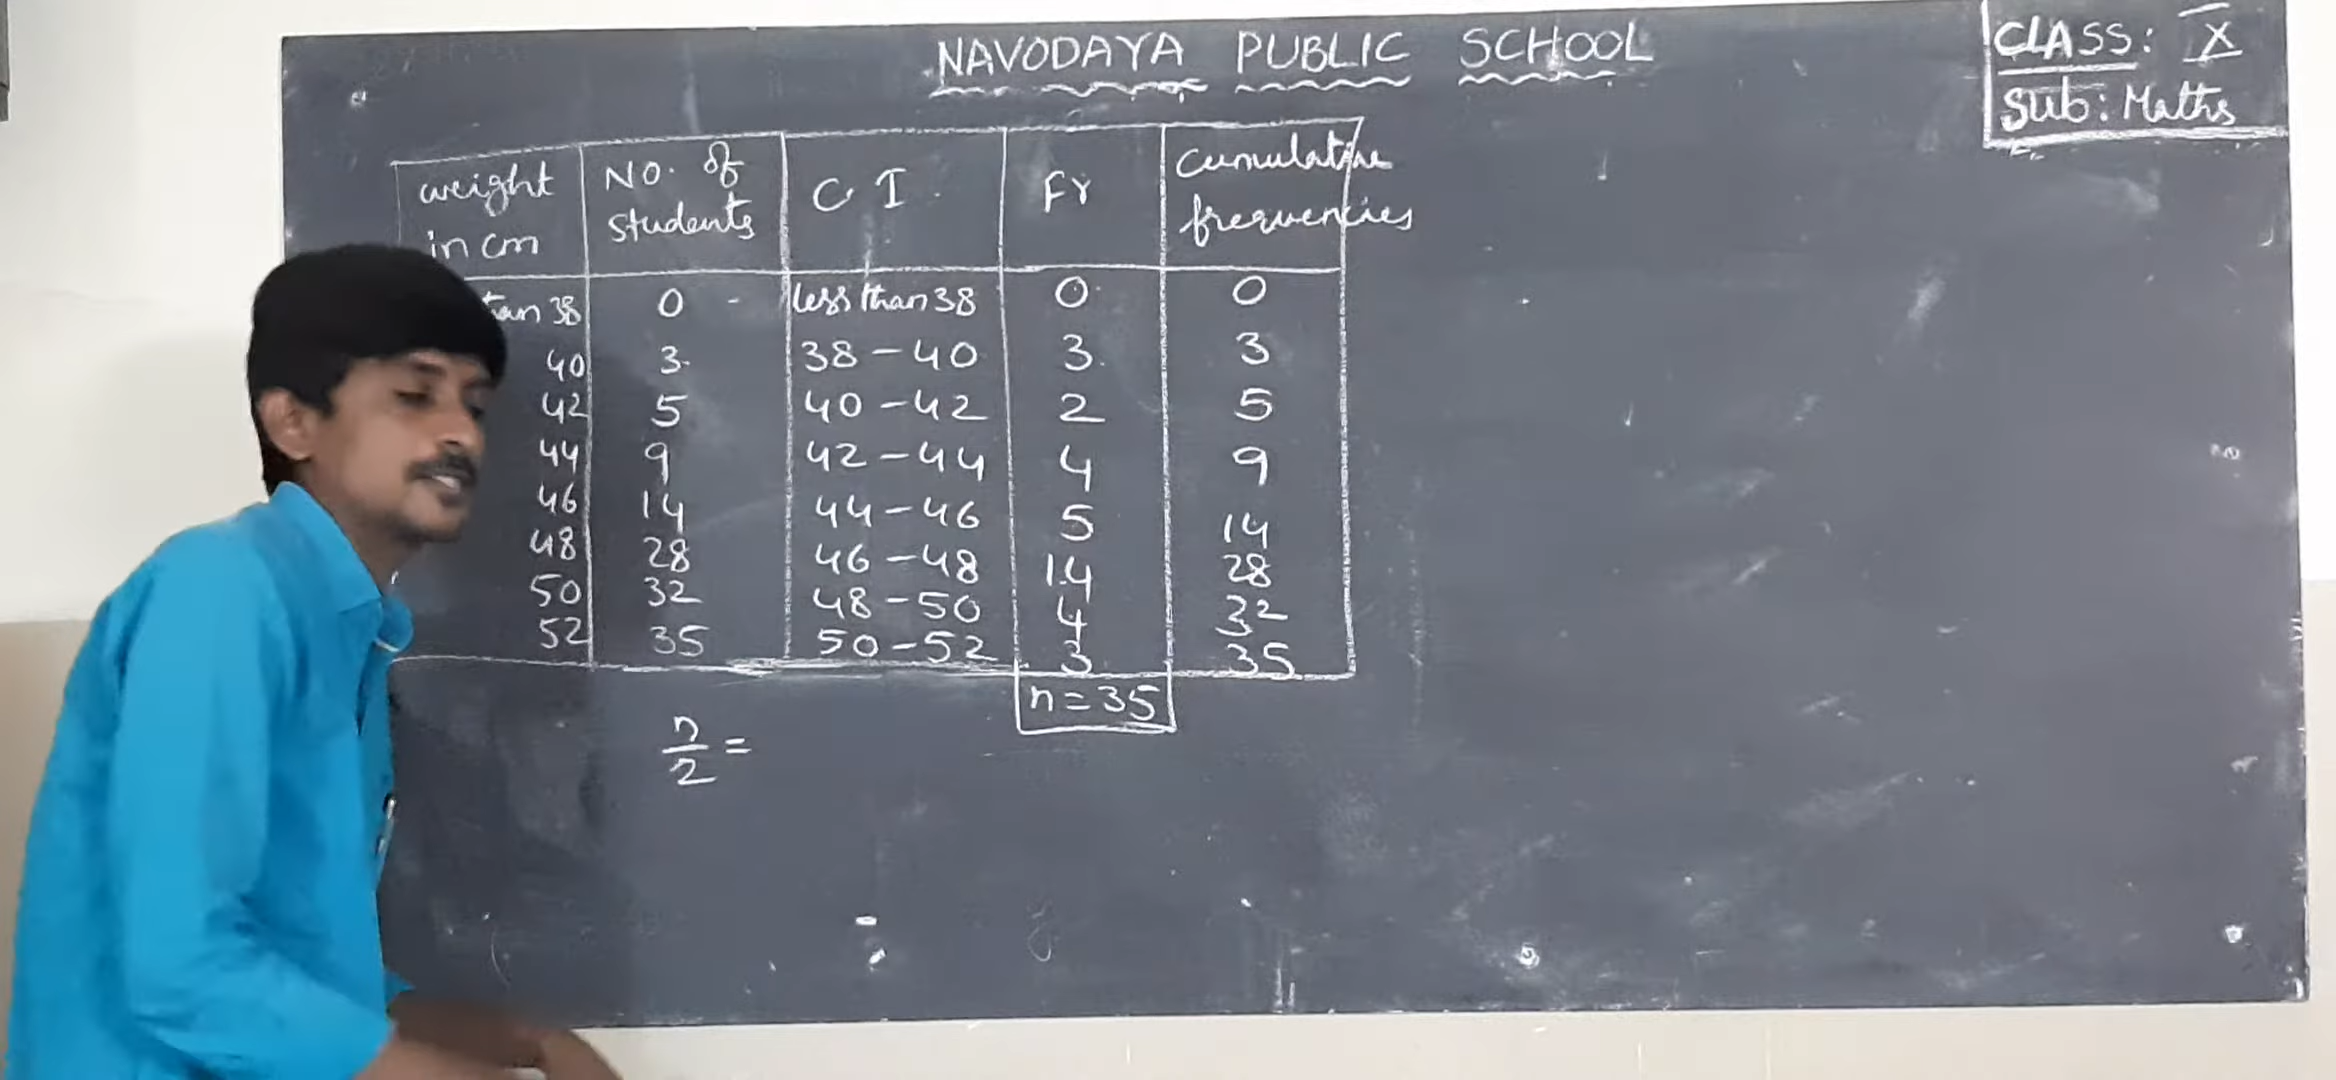 NAVODAYA PUBLIC SCHOOL
CLASS: X
Sub: Maths
weight in cm | NO. of students | C I | Fr | Cumulative frequencies
than 38 | 0 | less than 38 | 0 | 0
40 | 3 | 38 – 40 | 3 | 3
42 | 5 | 40 – 42 | 2 | 5
44 | 9 | 42 – 44 | 4 | 9
46 | 14 | 44 – 46 | 5 | 14
48 | 28 | 46 – 48 | 14 | 28
50 | 32 | 48 – 50 | 4 | 32
52 | 35 | 50 – 52 | 3 | 35
n = 35
n/2 =